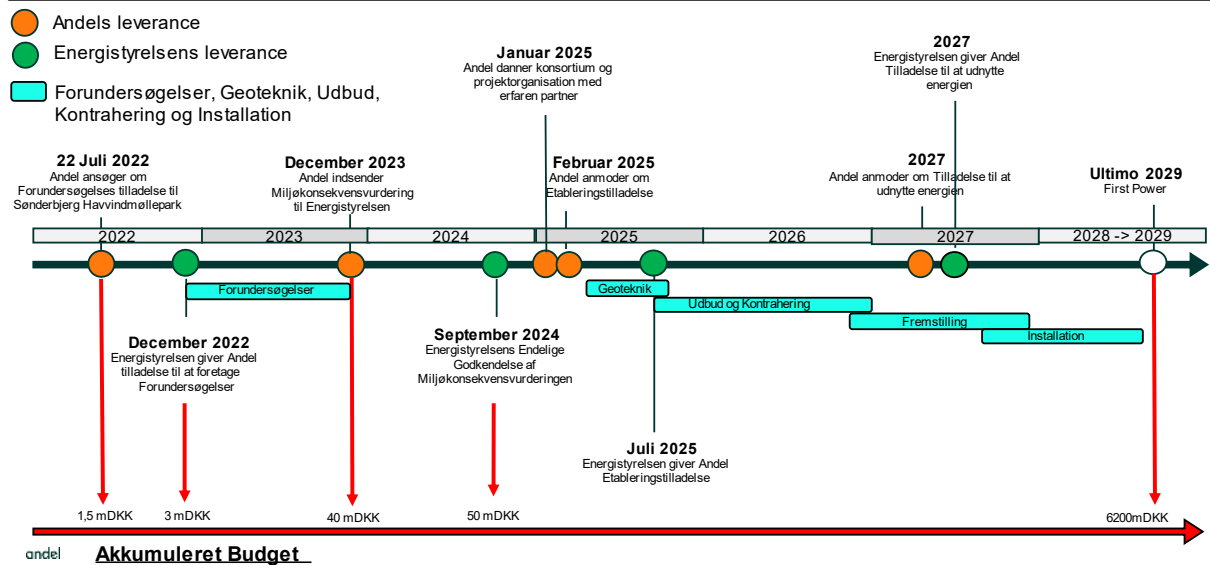 Andels leverance
Energistyrelsens leverance
Forundersøgelser, Geoteknik, Udbud,
Kontrahering og Installation
Januar 2025
Andel danner konsortium og
projektorganisation med
erfaren partner
2027
Energistyrelsen giver Andel
Tilladelse til at udnytte
energien
22 Juli 2022
Andel ansøger om
Forundersøgelses tilladelse til
Sønderbjerg Havvindmøllepark
December 2023
Andel indsender
Miljøkonsekvensvurdering
til Energistyrelsen
Februar 2025
Andel anmoder om
Etableringstilladelse
2027
Andel anmoder om Tilladelse til at
udnytte energien
Ultimo 2029
First Power
2022
2023
2024
2025
2026
2027
2028 -> 2029
Forundersøgelser
Geoteknik
Udbud og Kontrahering
Fremstilling
Installation
December 2022
Energistyrelsen giver Andel
tilladelse til at foretage
Forundersøgelser
September 2024
Energistyrelsens Endelige
Godkendelse af
Miljøkonsekvensvurderingen
Juli 2025
Energistyrelsen giver Andel
Etableringstilladelse
1,5 mDKK
3 mDKK
40 mDKK
50 mDKK
6200mDKK
andel
Akkumuleret Budget